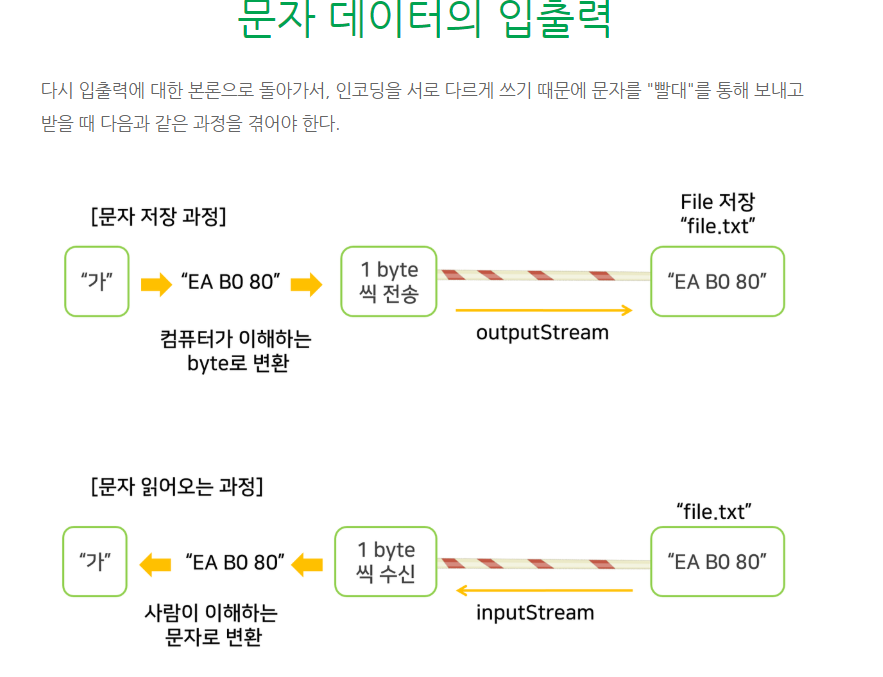 문자 데이터의 입출력
다시 입출력에 대한 본론으로 돌아가서, 인코딩을 서로 다르게 쓰기 때문에 문자를 "빨대"를 통해 보내고
받을 때 다음과 같은 과정을 겪어야 한다.
[문자 저장 과정]
File 저장
“file.txt”
“가”
“EA B0 80”
1 byte
씩 전송
“EA B0 80”
outputStream
컴퓨터가 이해하는
byte로 변환
[문자 읽어오는 과정]
“file.txt”
“가”
“EA B0 80”
1 byte
씩 수신
“EA B0 80”
inputStream
사람이 이해하는
문자로 변환